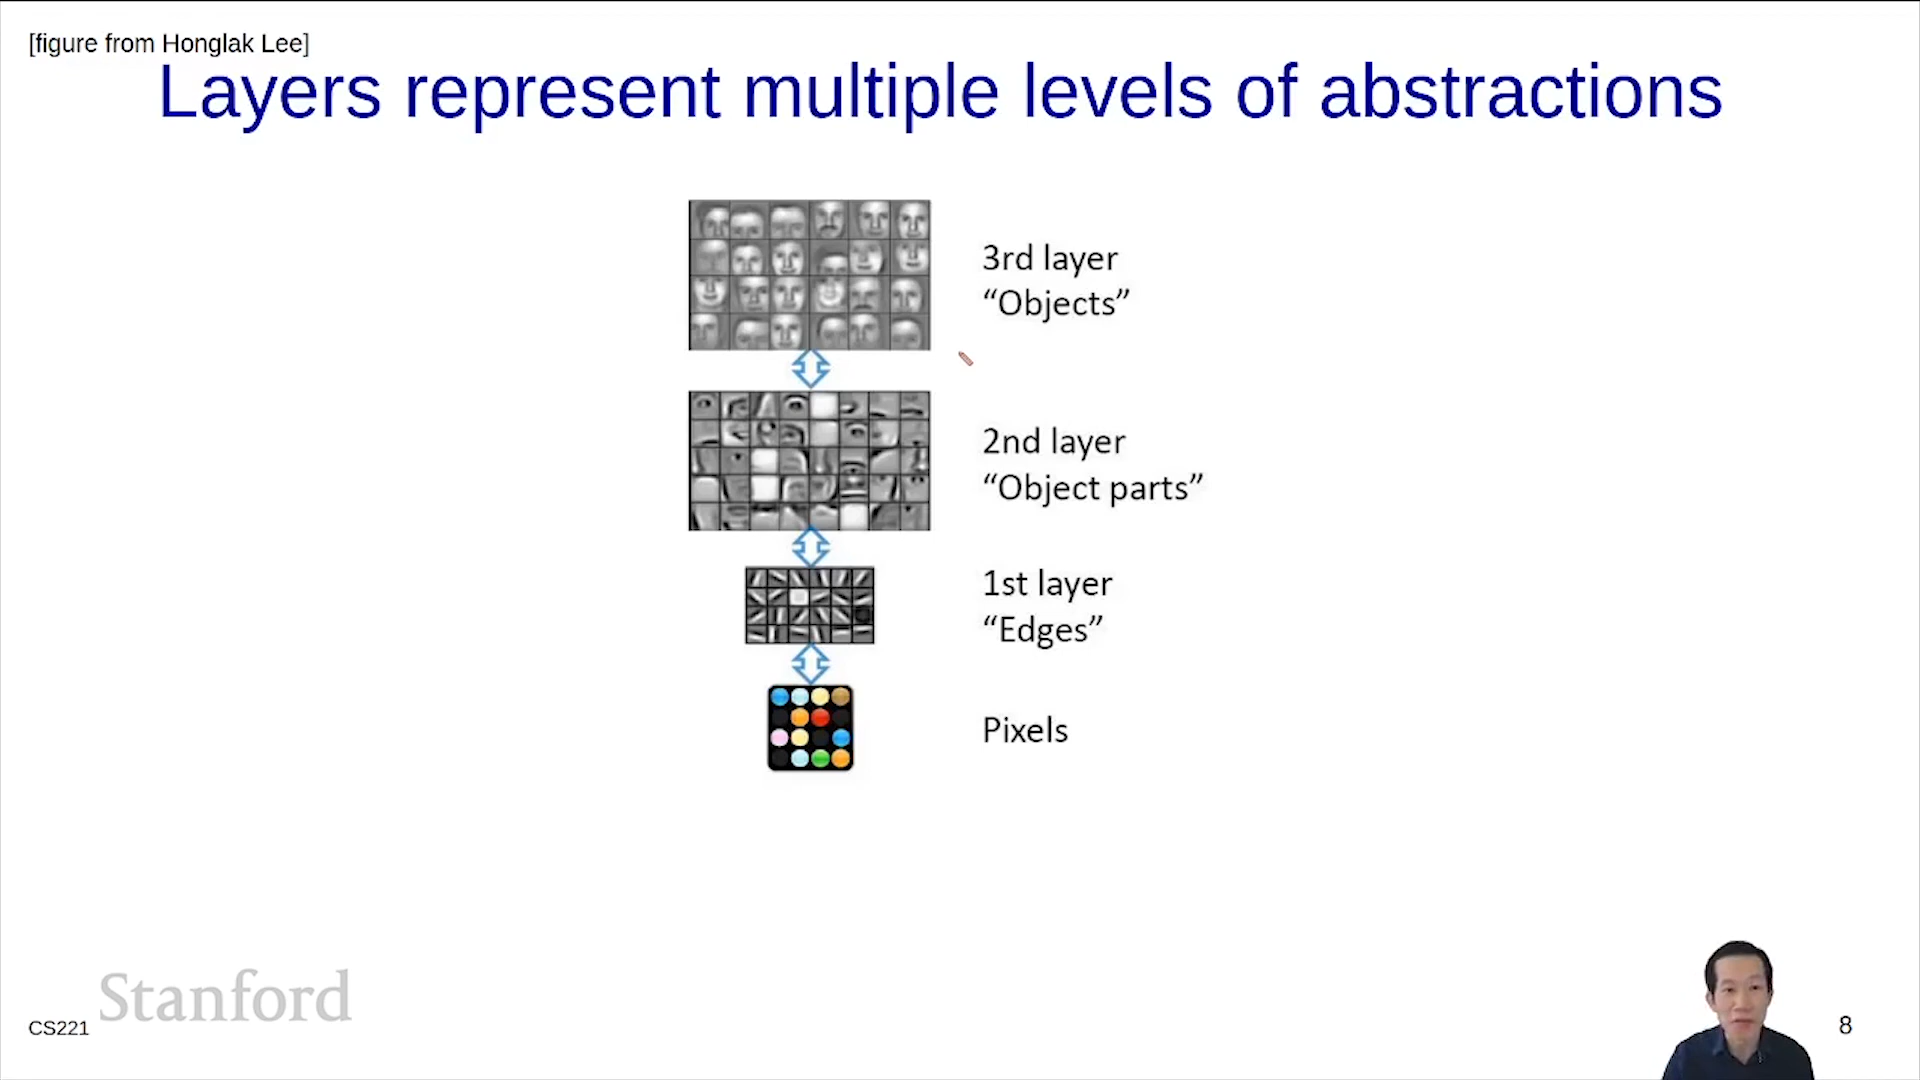 [figure from Honglak Lee]
Layers represent multiple levels of abstractions
3rd layer
“Objects”
2nd layer
“Object parts”
1st layer
“Edges”
Pixels
Stanford
CS221
8